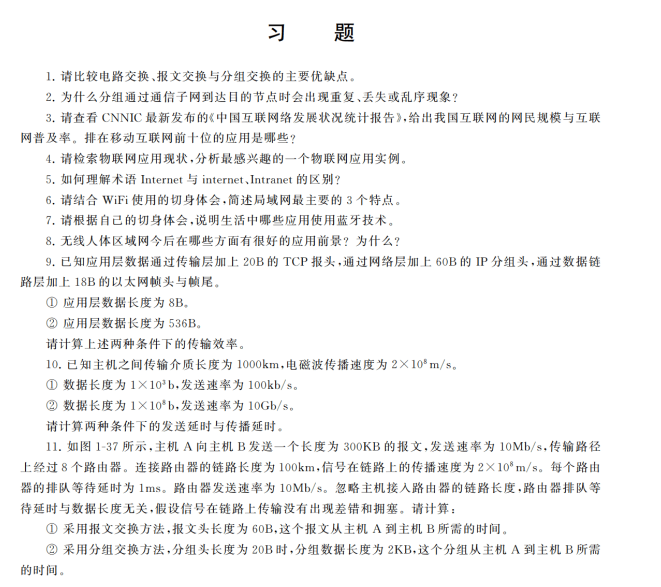 习 题
1. 请比较电路交换、报文交换与分组交换的主要优缺点。
2. 为什么分组通过通信子网到达目的节点时会出现重复、丢失或乱序现象?
3. 请查看 CNNIC 最新发布的《中国互联网络发展状况统计报告》,给出我国互联网的网民规模与互联
网普及率。排在移动互联网前十位的应用是哪些?
4. 请检索物联网应用现状,分析最感兴趣的一个物联网应用实例。
5. 如何理解术语 Internet 与 internet、Intranet 的区别?
6. 请结合 WiFi 使用的切身体会,简述局域网最主要的 3 个特点。
7. 请根据自己的切身体会,说明生活中哪些应用使用蓝牙技术。
8. 无线人体区域网今后在哪些方面有很好的应用前景? 为什么?
9. 已知应用层数据通过传输层加上 20B 的 TCP 报头,通过网络层加上 60B 的 IP 分组头,通过数据链
路层加上 18B 的以太网帧头与帧尾。
① 应用层数据长度为 8B。
② 应用层数据长度为 536B。
请计算上述两种条件下的传输效率。
10. 已知主机之间传输介质长度为 1000km,电磁波传播速度为 2×10⁸m/s。
① 数据长度为 1×10³b,发送速率为 100kb/s。
② 数据长度为 1×10⁸b,发送速率为 10Gb/s。
请计算两种条件下的发送延时与传播延时。
11. 如图 1-37 所示,主机 A 向主机 B 发送一个长度为 300KB 的报文,发送速率为 10Mb/s,传输路径
上经过 8 个路由器。连接路由器的链路长度为 100km,信号在链路上的传播速度为 2×10⁸m/s。每个路由
器的排队等待延时为 1ms。路由器发送速率为 10Mb/s。忽略主机接入路由器的链路长度,路由器排队等
待延时与数据长度无关,假设信号在链路上传输没有出现差错和拥塞。请计算:
① 采用报文交换方法,报文头长度为 60B,这个报文从主机 A 到主机 B 所需的时间。
② 采用分组交换方法,分组头长度为 20B 时,分组数据长度为 2KB,这个分组从主机 A 到主机 B 所需
的时间。